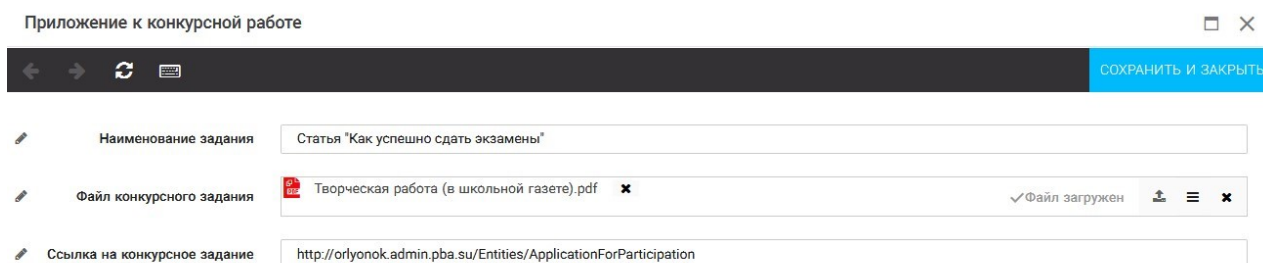 Приложение к конкурсной работе
СОХРАНИТЬ И ЗАКРЫТЬ
Наименование задания Статья "Как успешно сдать экзамены"
Файл конкурсного задания Творческая работа (в школьной газете).pdf Файл загружен
Ссылка на конкурсное задание http://orlyonok.admin.pba.su/Entities/ApplicationForParticipation